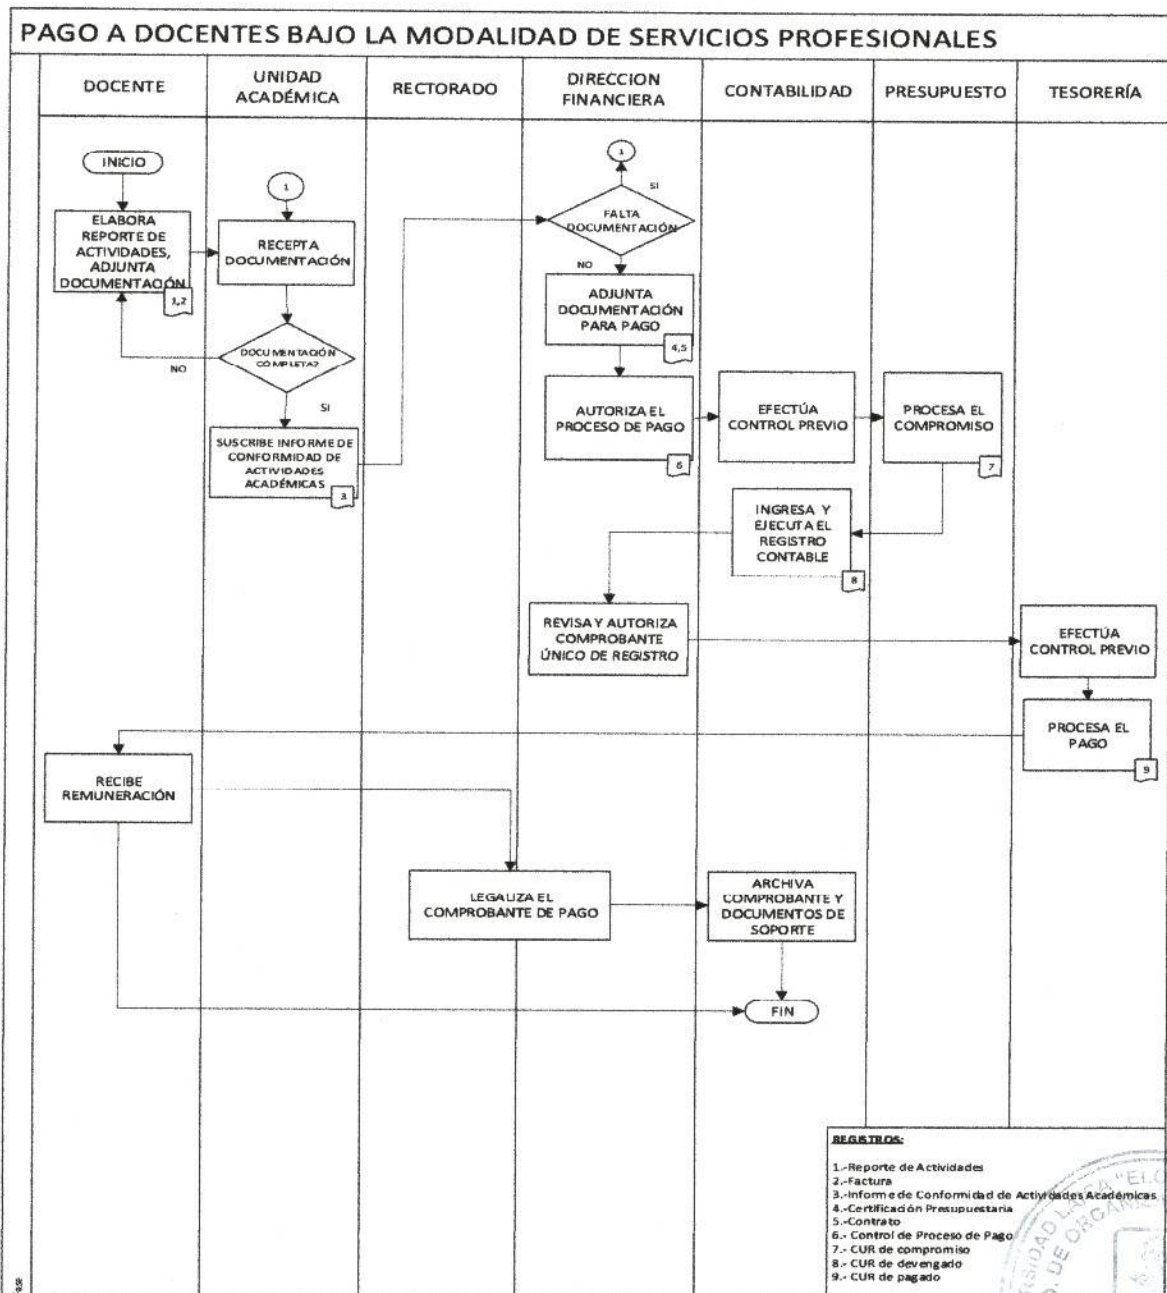 PAGO A DOCENTES BAJO LA MODALIDAD DE SERVICIOS PROFESIONALES
DOCENTE
UNIDAD
ACADÉMICA
RECTORADO
DIRECCION
FINANCIERA
CONTABILIDAD
PRESUPUESTO
TESORERÍA
INICIO
ELABORA
REPORTE DE
ACTIVIDADES,
ADJUNTA
DOCUMENTACIÓN
1,2
1
RECEPTA
DOCUMENTACIÓN
DOCUMENTACIÓN
COMPLETA?
NO
SI
SUSCRIBE INFORME DE
CONFORMIDAD DE
ACTIVIDADES
ACADÉMICAS
3
1
SI
FALTA
DOCUMENTACIÓN
NO
ADJUNTA
DOCUMENTACIÓN
PARA PAGO
4,5
AUTORIZA EL
PROCESO DE PAGO
6
EFECTÚA
CONTROL PREVIO
PROCESA EL
COMPROMISO
7
INGRESA Y
EJECUTA EL
REGISTRO
CONTABLE
8
REVISA Y AUTORIZA
COMPROBANTE
ÚNICO DE REGISTRO
EFECTÚA
CONTROL PREVIO
PROCESA EL
PAGO
9
RECIBE
REMUNERACIÓN
LEGALIZA EL
COMPROBANTE DE PAGO
ARCHIVA
COMPROBANTE Y
DOCUMENTOS DE
SOPORTE
FIN
REGISTROS:
1.-Reporte de Actividades
2.-Factura
3.-Informe de Conformidad de Actividades Académicas
4.-Certificación Presupuestaria
5.-Contrato
6.- Control de Proceso de Pago
7.- CUR de compromiso
8.- CUR de devengado
9.- CUR de pagado
LAICA "ELO
DE ORGAN